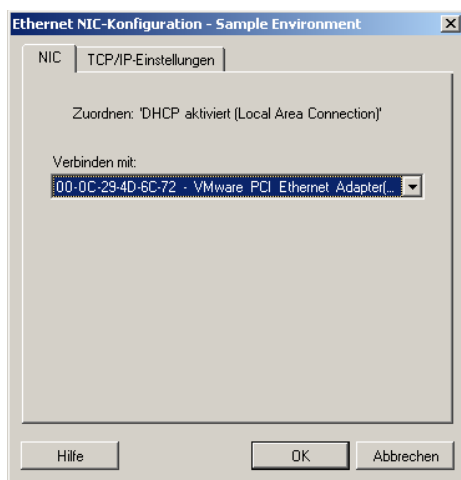 Ethernet NIC-Konfiguration - Sample Environment
NIC TCP/IP-Einstellungen
Zuordnen: 'DHCP aktiviert (Local Area Connection)'
Verbinden mit:
00-0C-29-4D-6C-72 - VMware PCI Ethernet Adapter(...
Hilfe OK Abbrechen